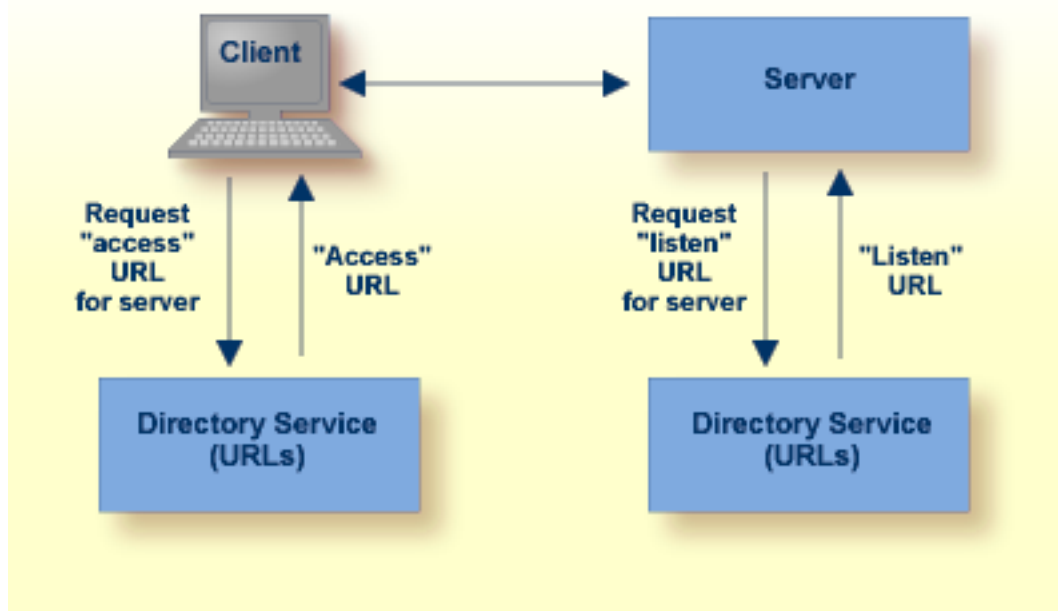 Client
Server
Request
"access"
URL
for server
"Access"
URL
Request
"listen"
URL
for server
"Listen"
URL
Directory Service
(URLs)
Directory Service
(URLs)